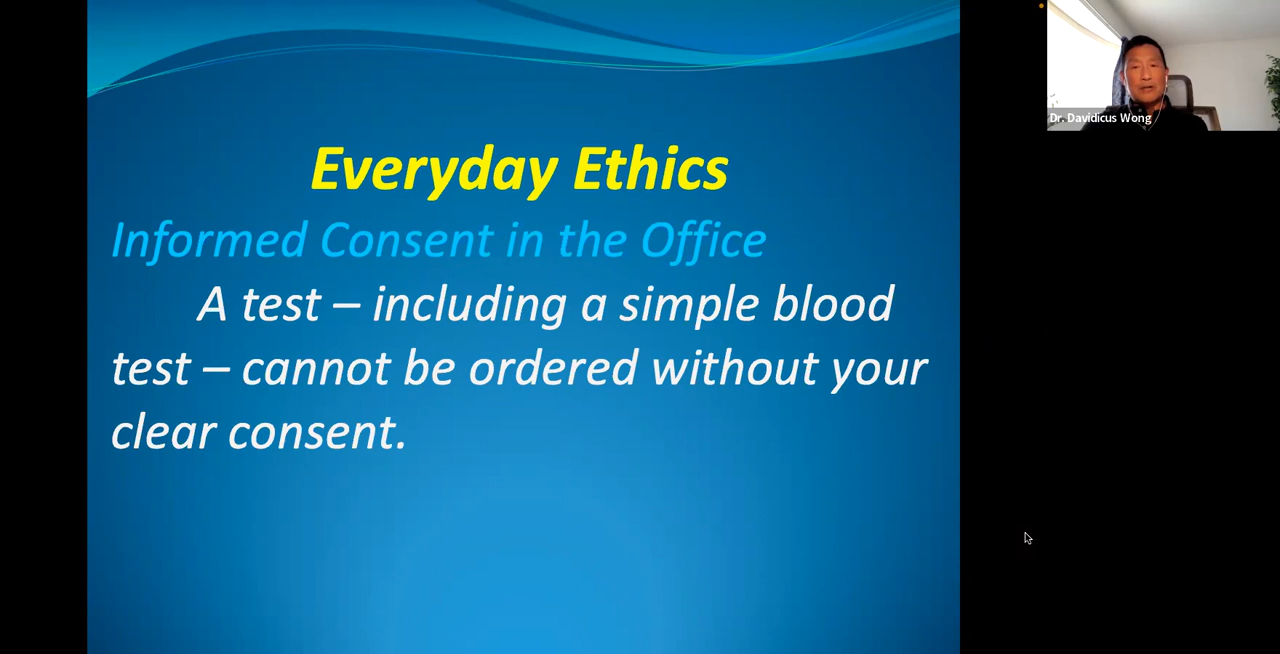 Everyday Ethics
Informed Consent in the Office
A test – including a simple blood
test – cannot be ordered without your
clear consent.
Dr. Davidicus Wong